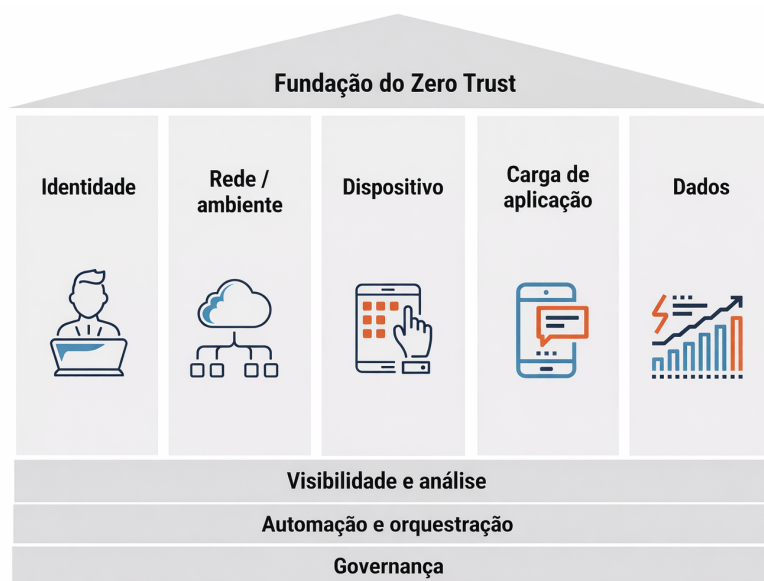 Fundação do Zero Trust
Identidade
Rede /
ambiente
Dispositivo
Carga de
aplicação
Dados
Visibilidade e análise
Automação e orquestração
Governança